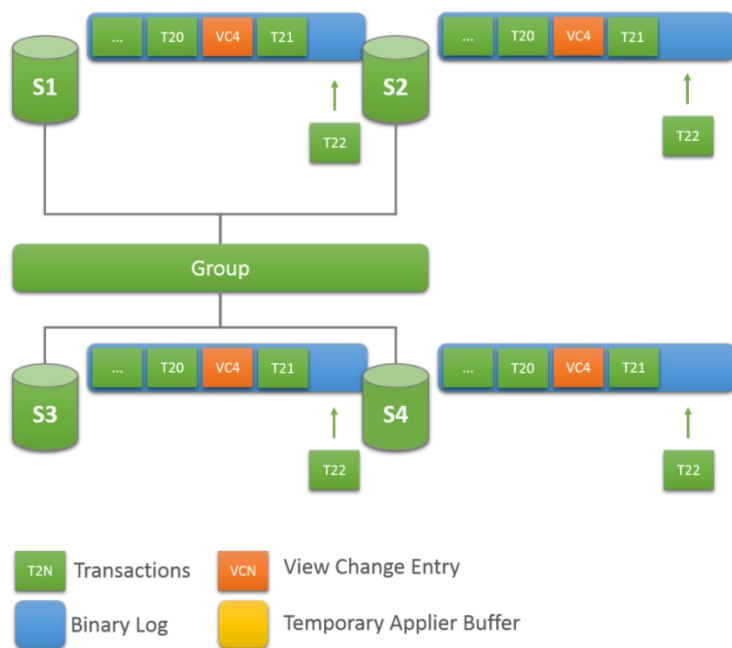 ... T20 VC4 T21
... T20 VC4 T21
S1
S2
T22
T22
Group
... T20 VC4 T21
... T20 VC4 T21
S3
S4
T22
T22
T2N Transactions
VCN View Change Entry
Binary Log
Temporary Applier Buffer